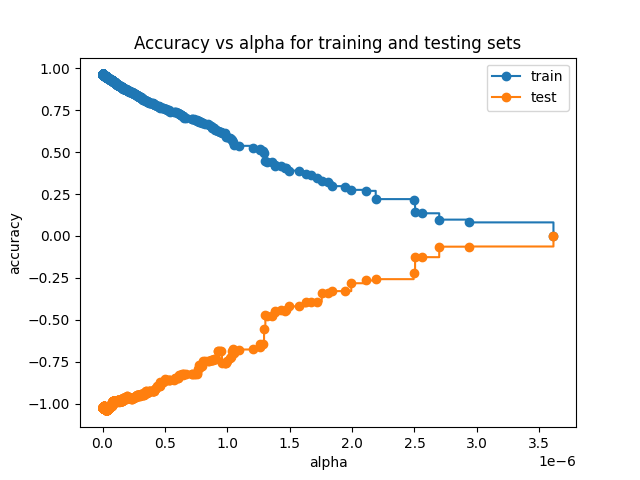 Accuracy vs alpha for training and testing sets
train
test
accuracy
1.00
0.75
0.50
0.25
0.00
−0.25
−0.50
−0.75
−1.00
0.0 0.5 1.0 1.5 2.0 2.5 3.0 3.5
1e−6
alpha